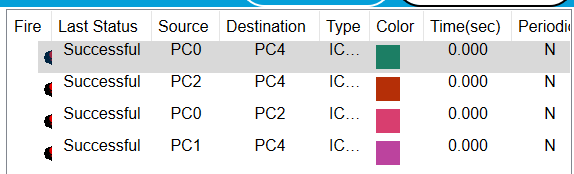 Fire Last Status Source Destination Type Color Time(sec) Periodic
Successful PC0 PC4 IC... 0.000 N
Successful PC2 PC4 IC... 0.000 N
Successful PC0 PC2 IC... 0.000 N
Successful PC1 PC4 IC... 0.000 N